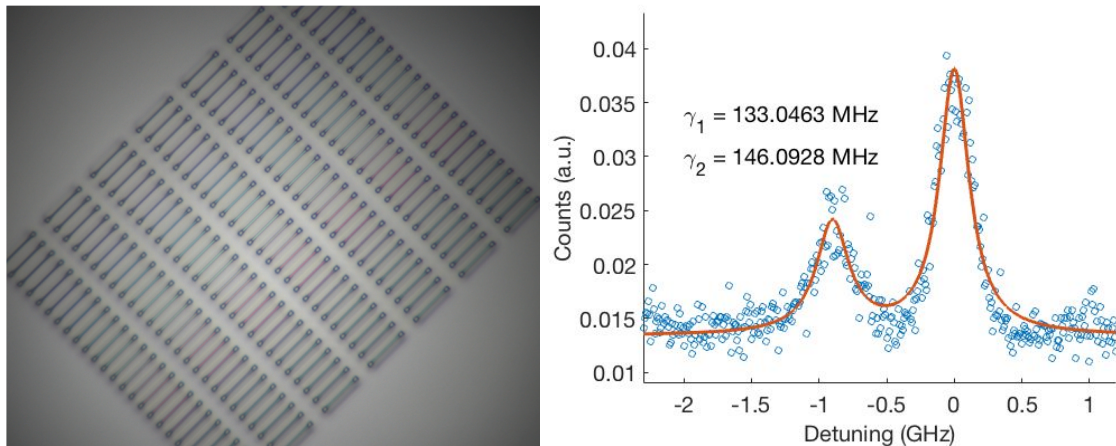 0.04
0.035
0.03
0.025
0.02
0.015
0.01
Counts (a.u.)
γ1 = 133.0463 MHz
γ2 = 146.0928 MHz
-2 -1.5 -1 -0.5 0 0.5 1
Detuning (GHz)